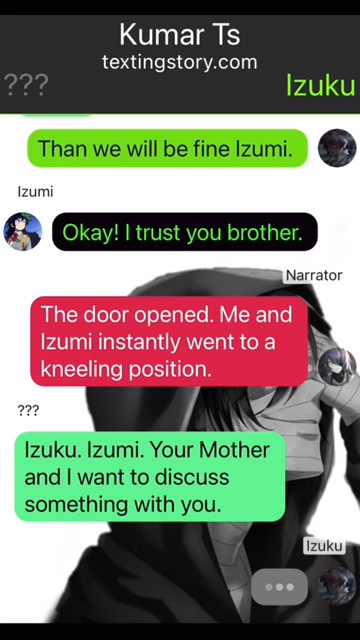 Kumar Ts
textingstory.com
???
Izuku
Than we will be fine Izumi.
Izumi
Okay! I trust you brother.
Narrator
The door opened. Me and
Izumi instantly went to a
kneeling position.
???
Izuku. Izumi. Your Mother
and I want to discuss
something with you.
Izuku